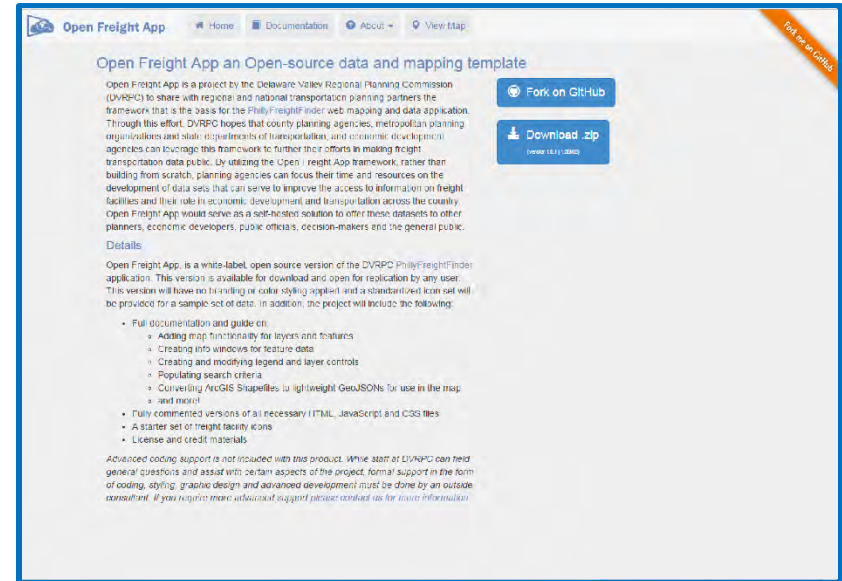 Open Freight App Home Documentation About View Map
Fork me on GitHub
Open Freight App an Open-source data and mapping template
Open Freight App is a project by the Delaware Valley Regional Planning Commission
(DVRPC) to share with regional and national transportation planning partners the
framework that is the basis for the PhillyFreightFinder web mapping and data application.
Through this effort, DVRPC hopes that county planning agencies, metropolitan planning
organizations and state departments of transportation, and economic development
agencies can leverage this framework to further their efforts in making freight
transportation data public. By utilizing the Open Freight App framework, rather than
building from scratch, planning agencies can focus their time and resources on the
development of data sets that can serve to improve the access to information on freight
facilities and their role in economic development and transportation across the country.
Open Freight App would serve as a self-hosted solution to offer these datasets to other
planners, economic developers, public officials, decision-makers and the general public.
Fork on GitHub
Download .zip
Details
Open Freight App, is a white-label, open source version of the DVRPC PhillyFreightFinder
application. This version is available for download and open for replication by any user.
This version will have no branding or color styling applied and a standardized icon set will
be provided for a sample set of data. In addition, the project will include the following:
• Full documentation and guide on:
◦ Adding map functionality for layers and features
◦ Creating info windows for feature data
◦ Creating and modifying legend and layer controls
◦ Populating search criteria
◦ Converting ArcGIS Shapefiles to lightweight GeoJSONs for use in the map
◦ and more!
• Fully commented versions of all necessary HTML, JavaScript and CSS files
• A starter set of freight facility icons
• License and credit materials
Advanced coding support is not included with this product. While staff at DVRPC can field
general questions and assist with certain aspects of the project, formal support in the form
of coding, styling, graphic design and advanced development must be done by an outside
consultant. If you require more advanced support please contact us for more information.